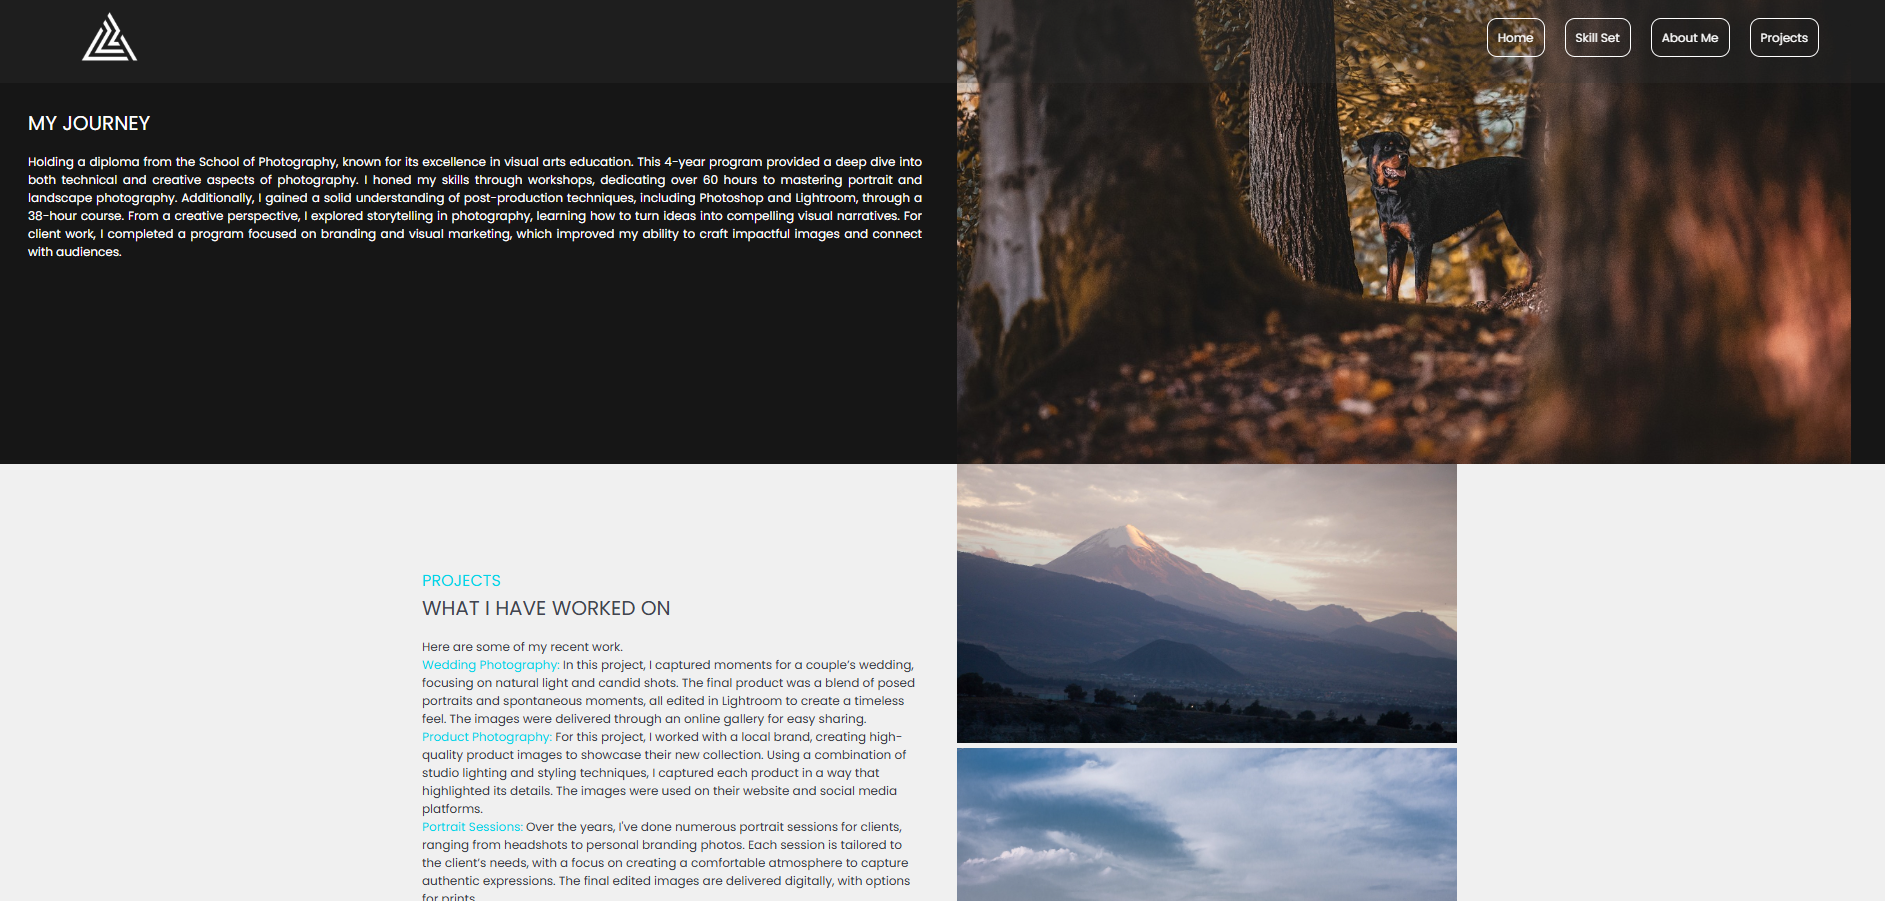 Home
Skill Set
About Me
Projects
MY JOURNEY
Holding a diploma from the School of Photography, known for its excellence in visual arts education. This 4-year program provided a deep dive into
both technical and creative aspects of photography. I honed my skills through workshops, dedicating over 60 hours to mastering portrait and
landscape photography. Additionally, I gained a solid understanding of post-production techniques, including Photoshop and Lightroom, through a
38-hour course. From a creative perspective, I explored storytelling in photography, learning how to turn ideas into compelling visual narratives. For
client work, I completed a program focused on branding and visual marketing, which improved my ability to craft impactful images and connect
with audiences.
PROJECTS
WHAT I HAVE WORKED ON
Here are some of my recent work.
Wedding Photography: In this project, I captured moments for a couple's wedding,
focusing on natural light and candid shots. The final product was a blend of posed
portraits and spontaneous moments, all edited in Lightroom to create a timeless
feel. The images were delivered through an online gallery for easy sharing.
Product Photography: For this project, I worked with a local brand, creating high-
quality product images to showcase their new collection. Using a combination of
studio lighting and styling techniques, I captured each product in a way that
highlighted its details. The images were used on their website and social media
platforms.
Portrait Sessions: Over the years, I've done numerous portrait sessions for clients,
ranging from headshots to personal branding photos. Each session is tailored to
the client's needs, with a focus on creating a comfortable atmosphere to capture
authentic expressions. The final edited images are delivered digitally, with options
for prints.